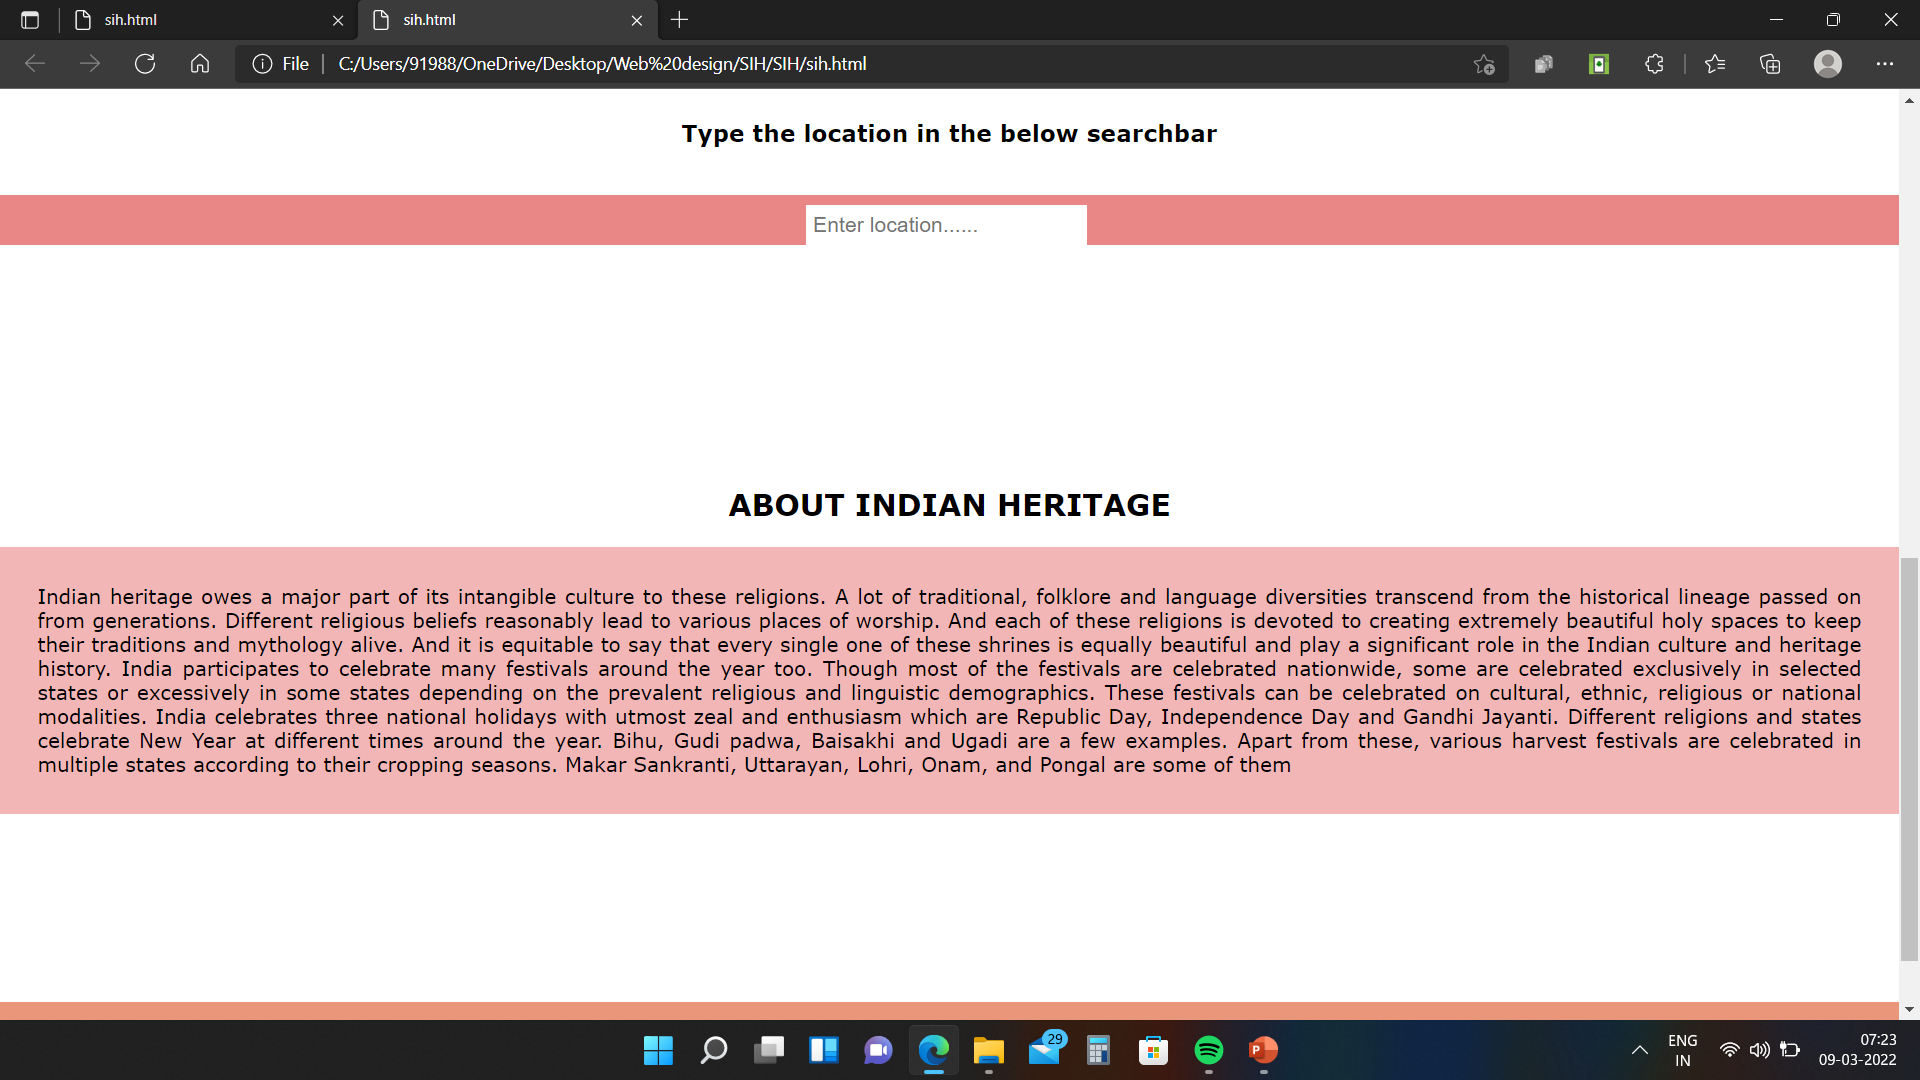 sih.html
sih.html
File
C:/Users/91988/OneDrive/Desktop/Web%20design/SIH/SIH/sih.html
Type the location in the below searchbar
Enter location......
ABOUT INDIAN HERITAGE
Indian heritage owes a major part of its intangible culture to these religions. A lot of traditional, folklore and language diversities transcend from the historical lineage passed on
from generations. Different religious beliefs reasonably lead to various places of worship. And each of these religions is devoted to creating extremely beautiful holy spaces to keep
their traditions and mythology alive. And it is equitable to say that every single one of these shrines is equally beautiful and play a significant role in the Indian culture and heritage
history. India participates to celebrate many festivals around the year too. Though most of the festivals are celebrated nationwide, some are celebrated exclusively in selected
states or excessively in some states depending on the prevalent religious and linguistic demographics. These festivals can be celebrated on cultural, ethnic, religious or national
modalities. India celebrates three national holidays with utmost zeal and enthusiasm which are Republic Day, Independence Day and Gandhi Jayanti. Different religions and states
celebrate New Year at different times around the year. Bihu, Gudi padwa, Baisakhi and Ugadi are a few examples. Apart from these, various harvest festivals are celebrated in
multiple states according to their cropping seasons. Makar Sankranti, Uttarayan, Lohri, Onam, and Pongal are some of them
29
P
ENG
IN
07:23
09-03-2022